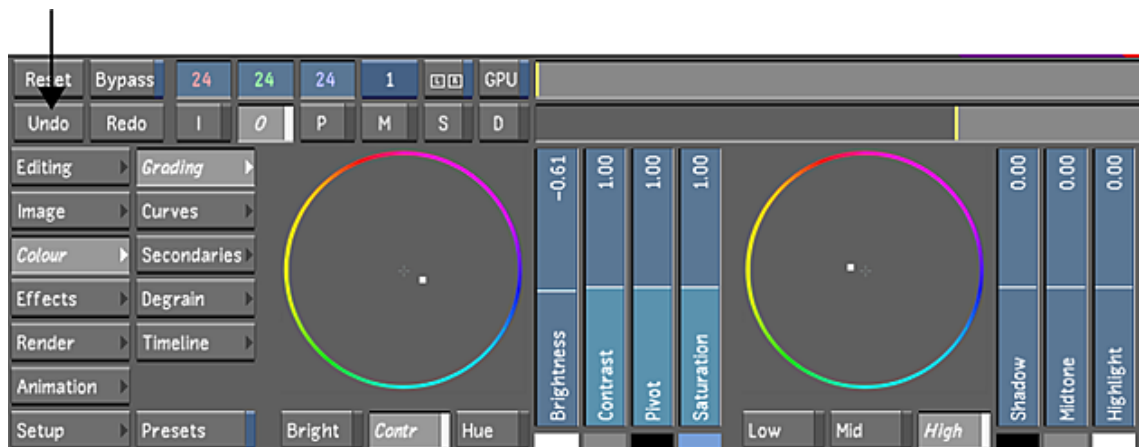 Reset Bypass 24 24 24 1 L R GPU
Undo Redo I O P M S D
Editing Grading
Image Curves
Colour Secondaries
Effects Degrain
Render Timeline
Animation
Setup Presets Bright Contr Hue
-0.61 1.00 1.00 1.00
Brightness Contrast Pivot Saturation
Low Mid High
0.00 0.00 0.00
Shadow Midtone Highlight